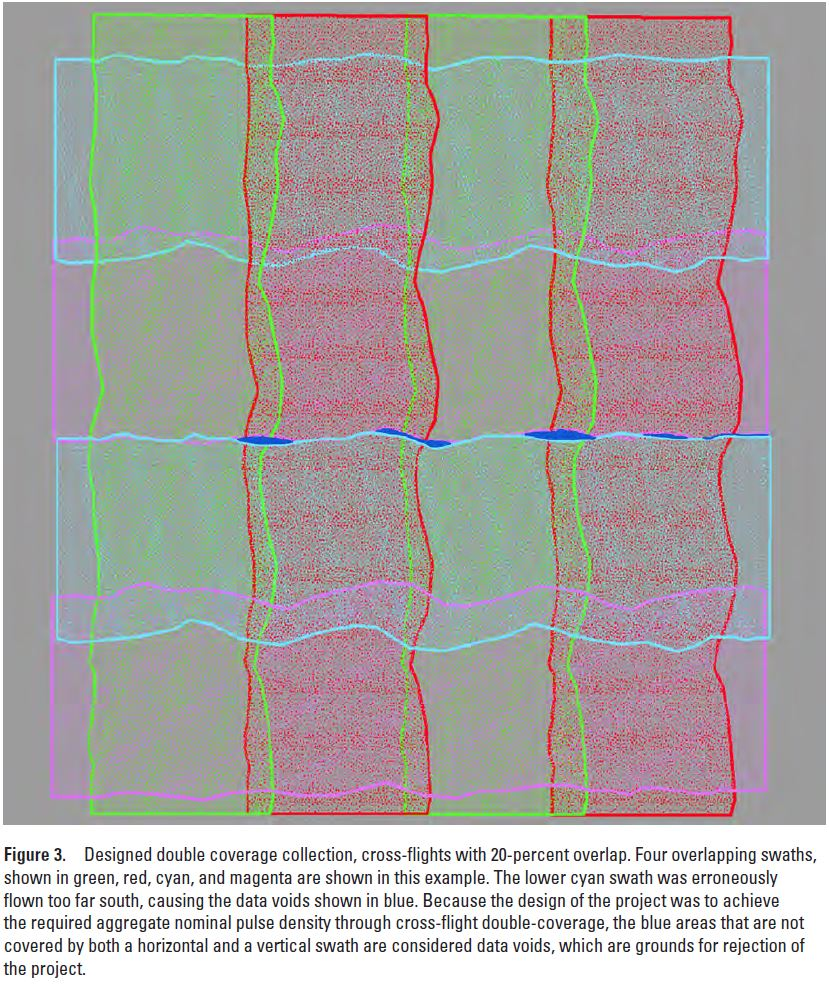 Figure 3. Designed double coverage collection, cross-flights with 20-percent overlap. Four overlapping swaths,
shown in green, red, cyan, and magenta are shown in this example. The lower cyan swath was erroneously
flown too far south, causing the data voids shown in blue. Because the design of the project was to achieve
the required aggregate nominal pulse density through cross-flight double-coverage, the blue areas that are not
covered by both a horizontal and a vertical swath are considered data voids, which are grounds for rejection of
the project.